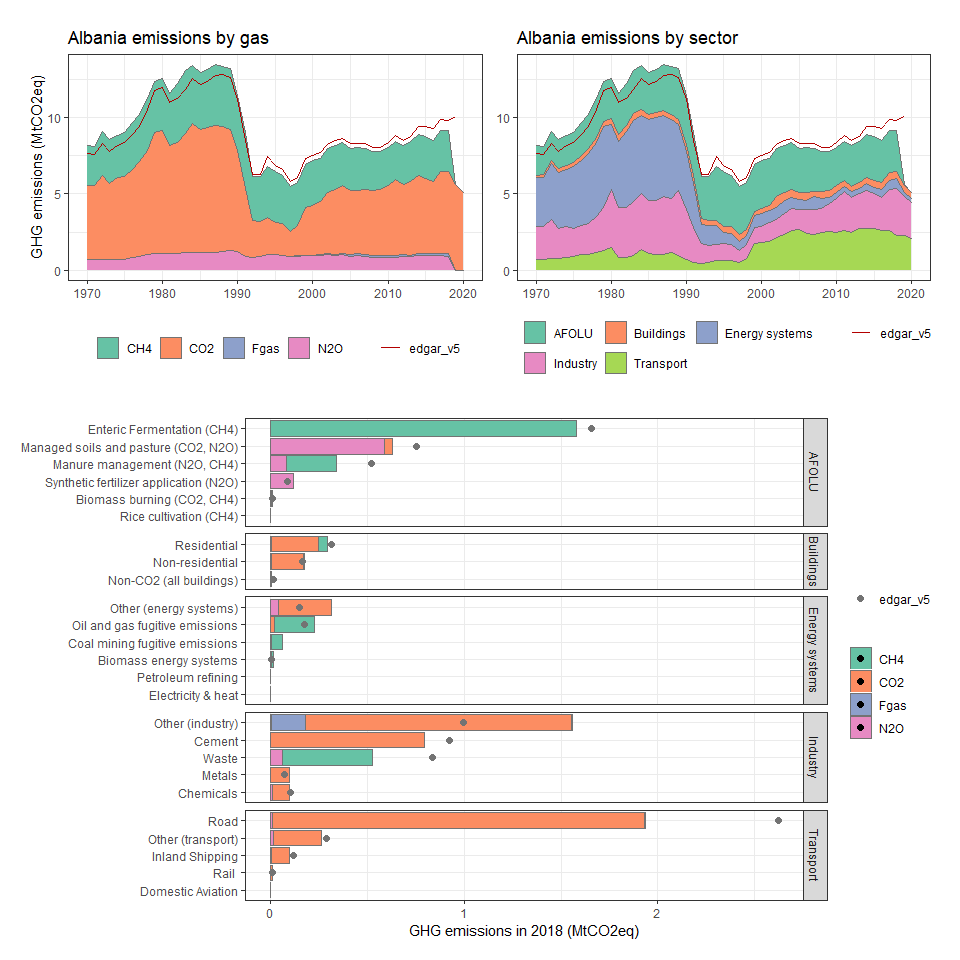 Albania emissions by gas
GHG emissions (MtCO2eq)
10
5
0
1970 1980 1990 2000 2010 2020
CH4 CO2 Fgas N2O edgar_v5
Albania emissions by sector
10
5
0
1970 1980 1990 2000 2010 2020
AFOLU Buildings Energy systems edgar_v5
Industry Transport
Enteric Fermentation (CH4)
Managed soils and pasture (CO2, N2O)
Manure management (N2O, CH4)
Synthetic fertilizer application (N2O)
Biomass burning (CO2, CH4)
Rice cultivation (CH4)
AFOLU
Residential
Non-residential
Non-CO2 (all buildings)
Buildings
Other (energy systems)
Oil and gas fugitive emissions
Coal mining fugitive emissions
Biomass energy systems
Petroleum refining
Electricity & heat
Energy systems
Other (industry)
Cement
Waste
Metals
Chemicals
Industry
Road
Other (transport)
Inland Shipping
Rail
Domestic Aviation
Transport
0 1 2
GHG emissions in 2018 (MtCO2eq)
edgar_v5
CH4
CO2
Fgas
N2O